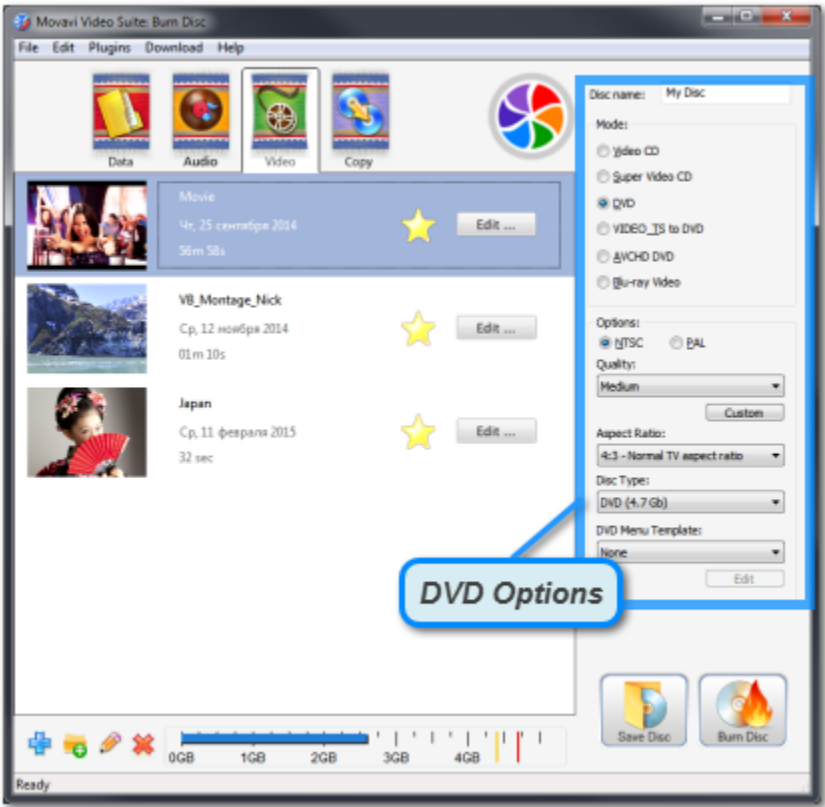 Movavi Video Suite: Burn Disc
File Edit Plugins Download Help
Data Audio Video Copy
Disc name: My Disc
Mode:
Video CD
Super Video CD
DVD
VIDEO_TS to DVD
AVCHD DVD
Blu-ray Video
Options:
NTSC PAL
Quality:
Medium
Custom
Aspect Ratio:
4:3 - Normal TV aspect ratio
Disc Type:
DVD (4.7 Gb)
DVD Menu Template:
None
Edit
Movie
Чт, 25 сентября 2014
56m 58s
Edit ...
V8_Montage_Nick
Ср, 12 ноября 2014
01m 10s
Edit ...
Japan
Ср, 11 февраля 2015
32 sec
Edit ...
DVD Options
Save Disc Burn Disc
0GB 1GB 2GB 3GB 4GB
Ready